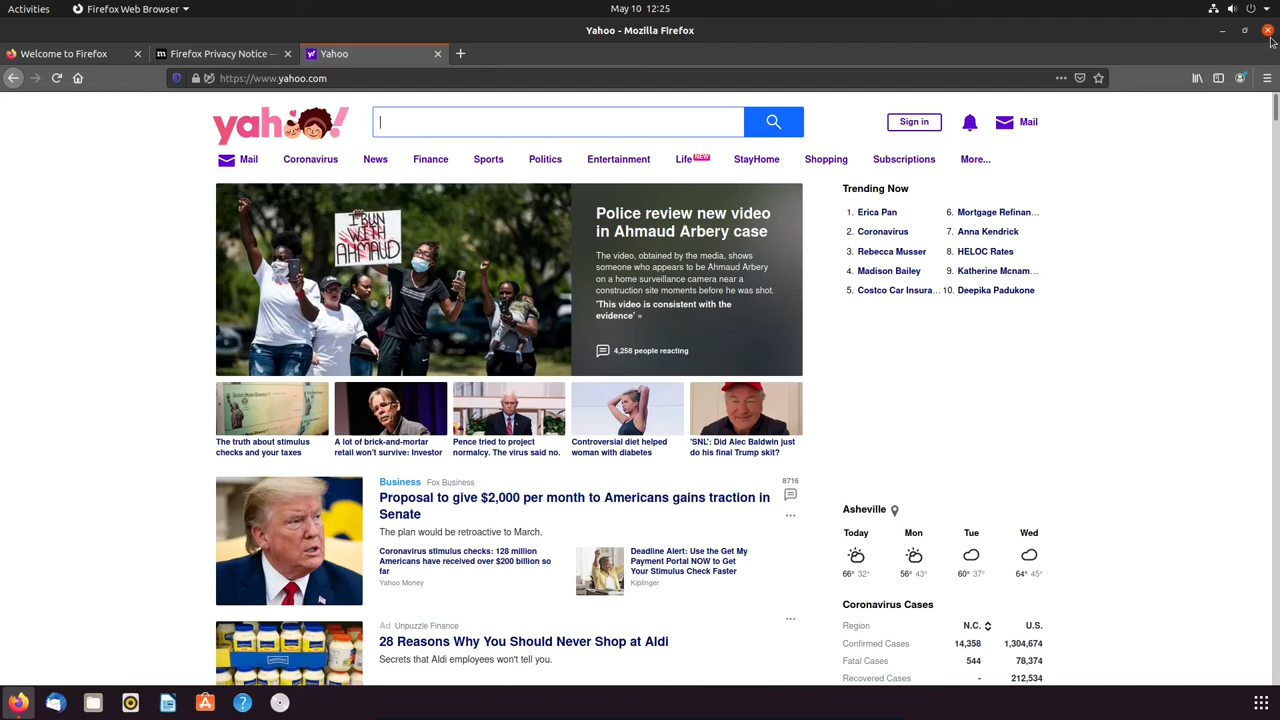 Activities
Firefox Web Browser
May 10 12:25
Yahoo - Mozilla Firefox
Welcome to Firefox
Firefox Privacy Notice —
Yahoo
https://www.yahoo.com
yahoo!
Sign in
Mail
Mail
Coronavirus
News
Finance
Sports
Politics
Entertainment
Life NEW
StayHome
Shopping
Subscriptions
More...
I RUN
WITH
AHMAUD
Police review new video
in Ahmaud Arbery case
The video, obtained by the media, shows
someone who appears to be Ahmaud Arbery
on a home surveillance camera near a
construction site moments before he was shot.
'This video is consistent with the
evidence' »
4,258 people reacting
The truth about stimulus
checks and your taxes
A lot of brick-and-mortar
retail won't survive: Investor
Pence tried to project
normalcy. The virus said no.
Controversial diet helped
woman with diabetes
'SNL': Did Alec Baldwin just
do his final Trump skit?
Business Fox Business
8716
Proposal to give $2,000 per month to Americans gains traction in
Senate
The plan would be retroactive to March.
Coronavirus stimulus checks: 128 million
Americans have received over $200 billion so
far
Yahoo Money
Deadline Alert: Use the Get My
Payment Portal NOW to Get
Your Stimulus Check Faster
Kiplinger
Ad Unpuzzle Finance
28 Reasons Why You Should Never Shop at Aldi
Secrets that Aldi employees won't tell you.
Trending Now
1. Erica Pan
2. Coronavirus
3. Rebecca Musser
4. Madison Bailey
5. Costco Car Insura...
6. Mortgage Refinan...
7. Anna Kendrick
8. HELOC Rates
9. Katherine Mcnam...
10. Deepika Padukone
Asheville
Today Mon Tue Wed
66° 32° 56° 43° 60° 37° 64° 45°
Coronavirus Cases
Region N.C. U.S.
Confirmed Cases 14,358 1,304,674
Fatal Cases 544 78,374
Recovered Cases - 212,534